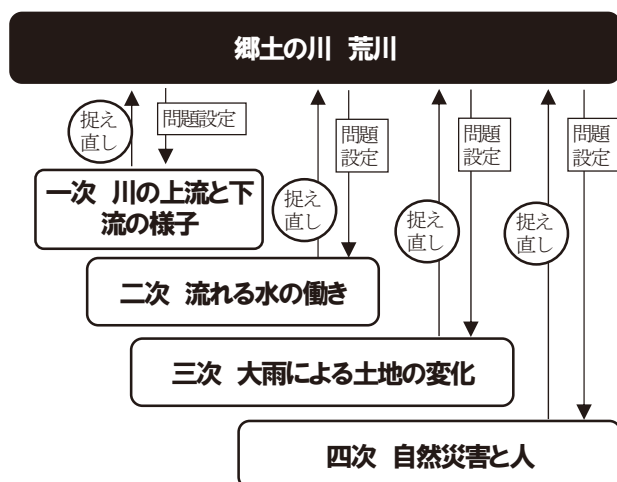 郷土の川 荒川
捉え
直し
問題設定
一次 川の上流と下
流の様子
捉え
直し
問題
設定
二次 流れる水の働き
捉え
直し
問題
設定
三次 大雨による土地の変化
捉え
直し
問題
設定
四次 自然災害と人